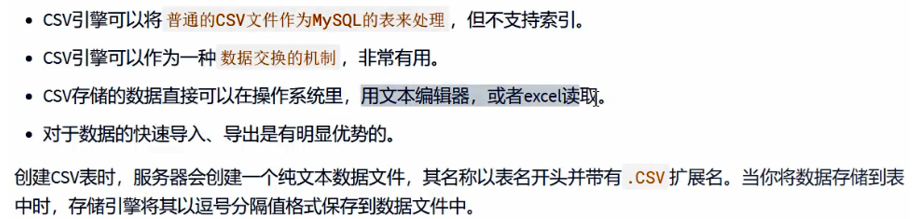 CSV引擎可以将普通的CSV文件作为MySQL的表来处理，但不支持索引。
CSV引擎可以作为一种数据交换的机制，非常有用。
CSV存储的数据直接可以在操作系统里，用文本编辑器，或者excel读取。
对于数据的快速导入、导出是有明显优势的。
创建CSV表时，服务器会创建一个纯文本数据文件，其名称以表名开头并带有.CSV扩展名。当你将数据存储到表
中时，存储引擎将其以逗号分隔值格式保存到数据文件中。